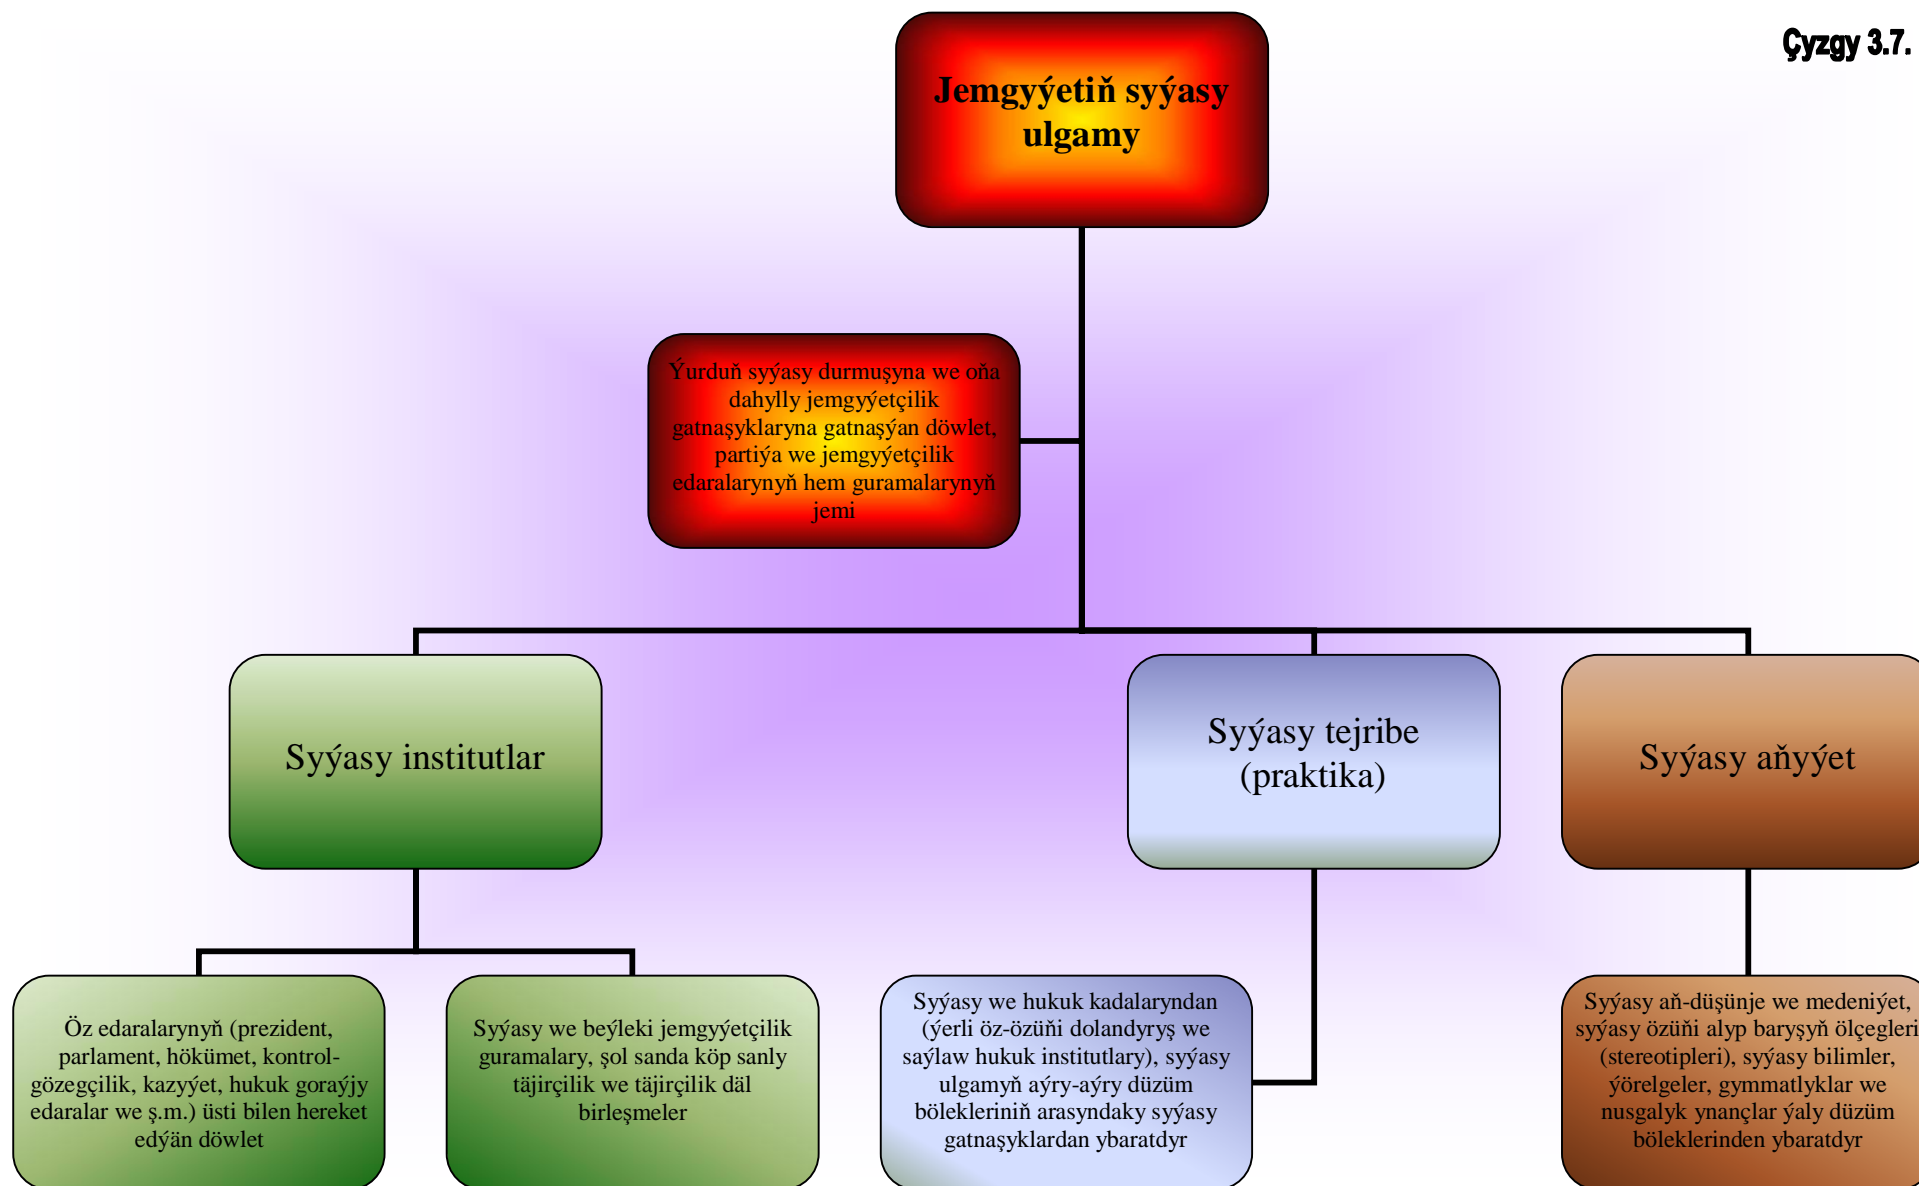 Çyzgy 3.7.
Jemgyýetiň syýasy
ulgamy
Ýurduň syýasy durmuşyna we oňa
dahylly jemgyýetçilik
gatnaşyklaryna gatnaşýan döwlet,
partiýa we jemgyýetçilik
edaralarynyň hem guramalarynyň
jemi
Syýasy institutlar
Syýasy tejribe
(praktika)
Syýasy aňyýet
Öz edaralarynyň (prezident,
parlament, hökümet, kontrol-
gözegçilik, kazyýet, hukuk goraýjy
edaralar we ş.m.) üsti bilen hereket
edýän döwlet
Syýasy we beýleki jemgyýetçilik
guramalary, şol sanda köp sanly
täjirçilik we täjirçilik däl
birleşmeler
Syýasy we hukuk kadalaryndan
(ýerli öz-özüňi dolandyryş we
saýlaw hukuk institutlary), syýasy
ulgamyň aýry-aýry düzüm
bölekleriniň arasyndaky syýasy
gatnaşyklardan ybaratdyr
Syýasy aň-düşünje we medeniýet,
syýasy özüňi alyp baryşyň ölçegleri
(stereotipleri), syýasy bilimler,
ýörelgeler, gymmatlyklar we
nusgalyk ynançlar ýaly düzüm
böleklerinden ybaratdyr